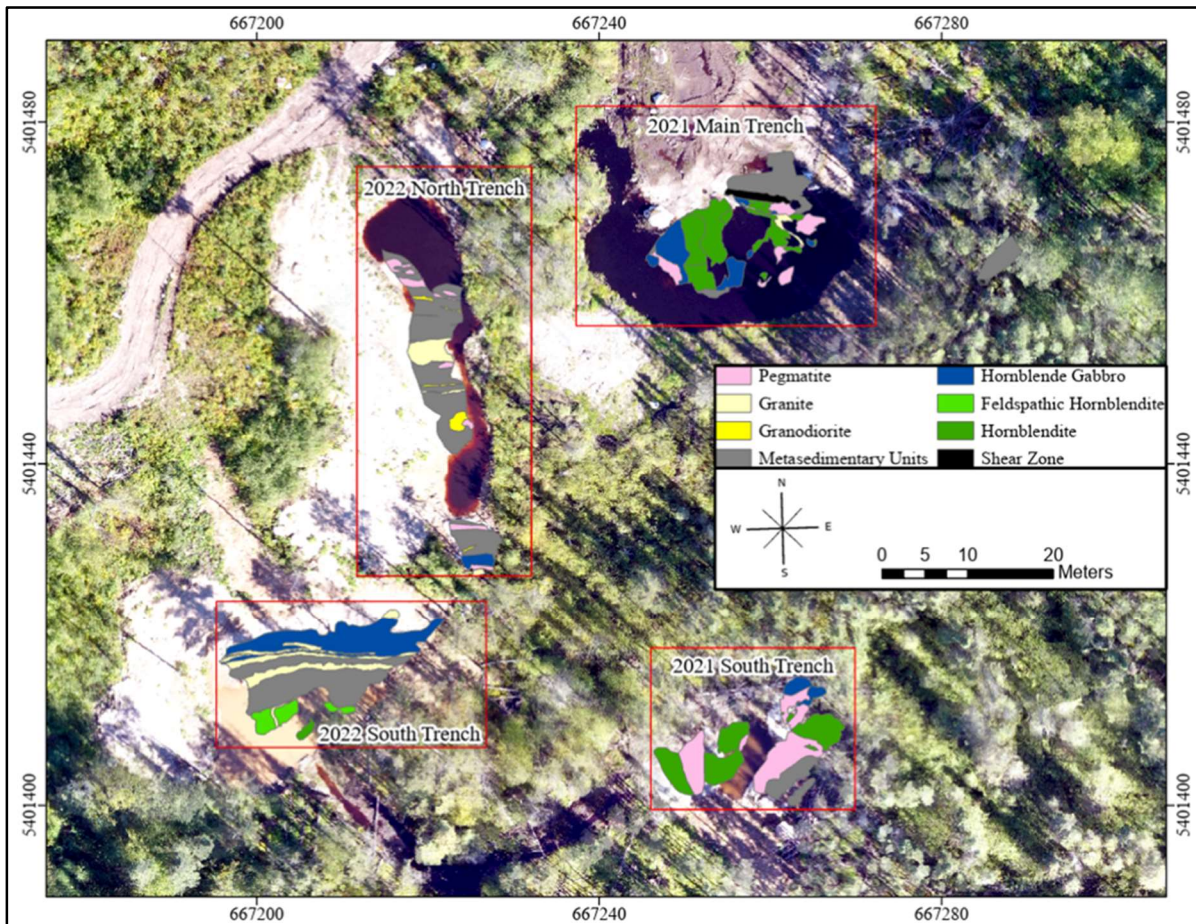 667200 667240 667280
5401480 5401480
2021 Main Trench
2022 North Trench
Pegmatite Hornblende Gabbro
Granite Feldspathic Hornblendite
Granodiorite Hornblendite
Metasedimentary Units Shear Zone
5401440 5401440
N
W E
S
0 5 10 20
Meters
2021 South Trench
2022 South Trench
5401400 5401400
667200 667240 667280